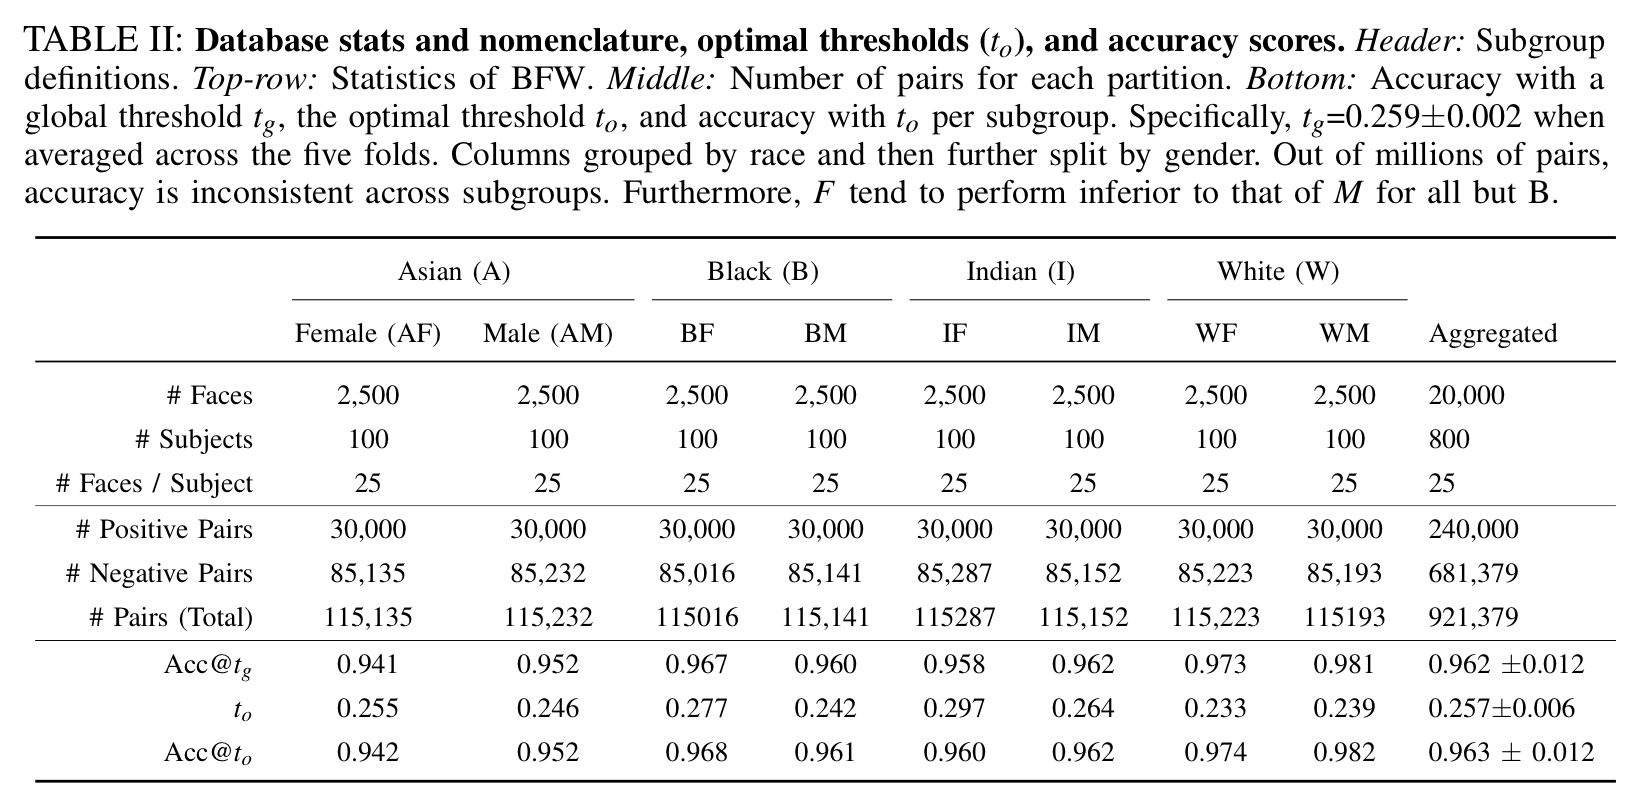 TABLE II: Database stats and nomenclature, optimal thresholds (t_o), and accuracy scores. Header: Subgroup
definitions. Top-row: Statistics of BFW. Middle: Number of pairs for each partition. Bottom: Accuracy with a
global threshold t_g, the optimal threshold t_o, and accuracy with t_o per subgroup. Specifically, t_g=0.259±0.002 when
averaged across the five folds. Columns grouped by race and then further split by gender. Out of millions of pairs,
accuracy is inconsistent across subgroups. Furthermore, F tend to perform inferior to that of M for all but B.
Asian (A) Black (B) Indian (I) White (W)
Female (AF) Male (AM) BF BM IF IM WF WM Aggregated
# Faces 2,500 2,500 2,500 2,500 2,500 2,500 2,500 2,500 20,000
# Subjects 100 100 100 100 100 100 100 100 800
# Faces / Subject 25 25 25 25 25 25 25 25 25
# Positive Pairs 30,000 30,000 30,000 30,000 30,000 30,000 30,000 30,000 240,000
# Negative Pairs 85,135 85,232 85,016 85,141 85,287 85,152 85,223 85,193 681,379
# Pairs (Total) 115,135 115,232 115016 115,141 115287 115,152 115,223 115193 921,379
Acc@t_g 0.941 0.952 0.967 0.960 0.958 0.962 0.973 0.981 0.962 ±0.012
t_o 0.255 0.246 0.277 0.242 0.297 0.264 0.233 0.239 0.257±0.006
Acc@t_o 0.942 0.952 0.968 0.961 0.960 0.962 0.974 0.982 0.963 ± 0.012